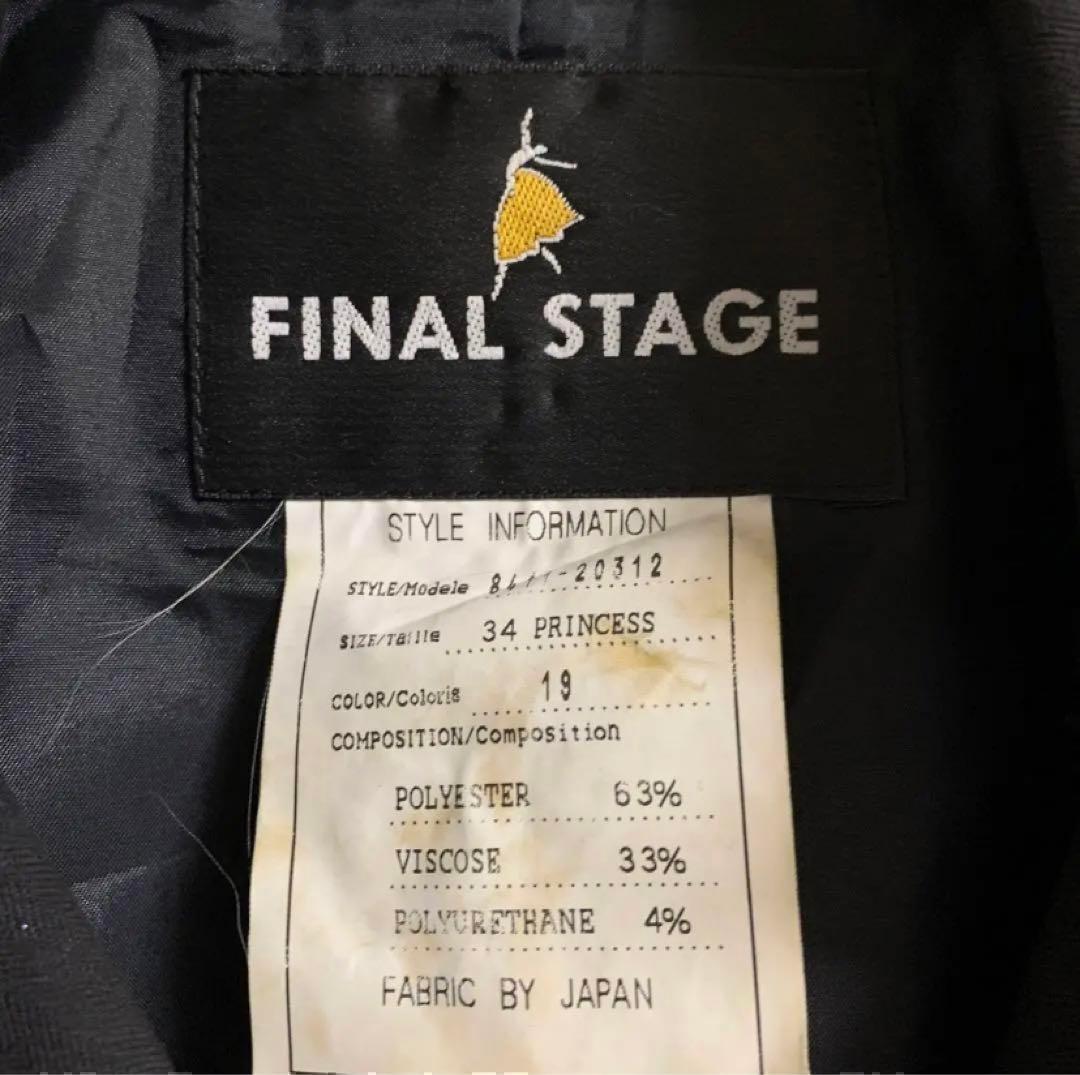 FINAL STAGE
STYLE INFORMATION
STYLE/Modele -20312
SIZE/Taille 34 PRINCESS
COLOR/Coloris 19
COMPOSITION/Composition
POLYESTER 63%
VISCOSE 33%
POLYURETHANE 4%
FABRIC BY JAPAN